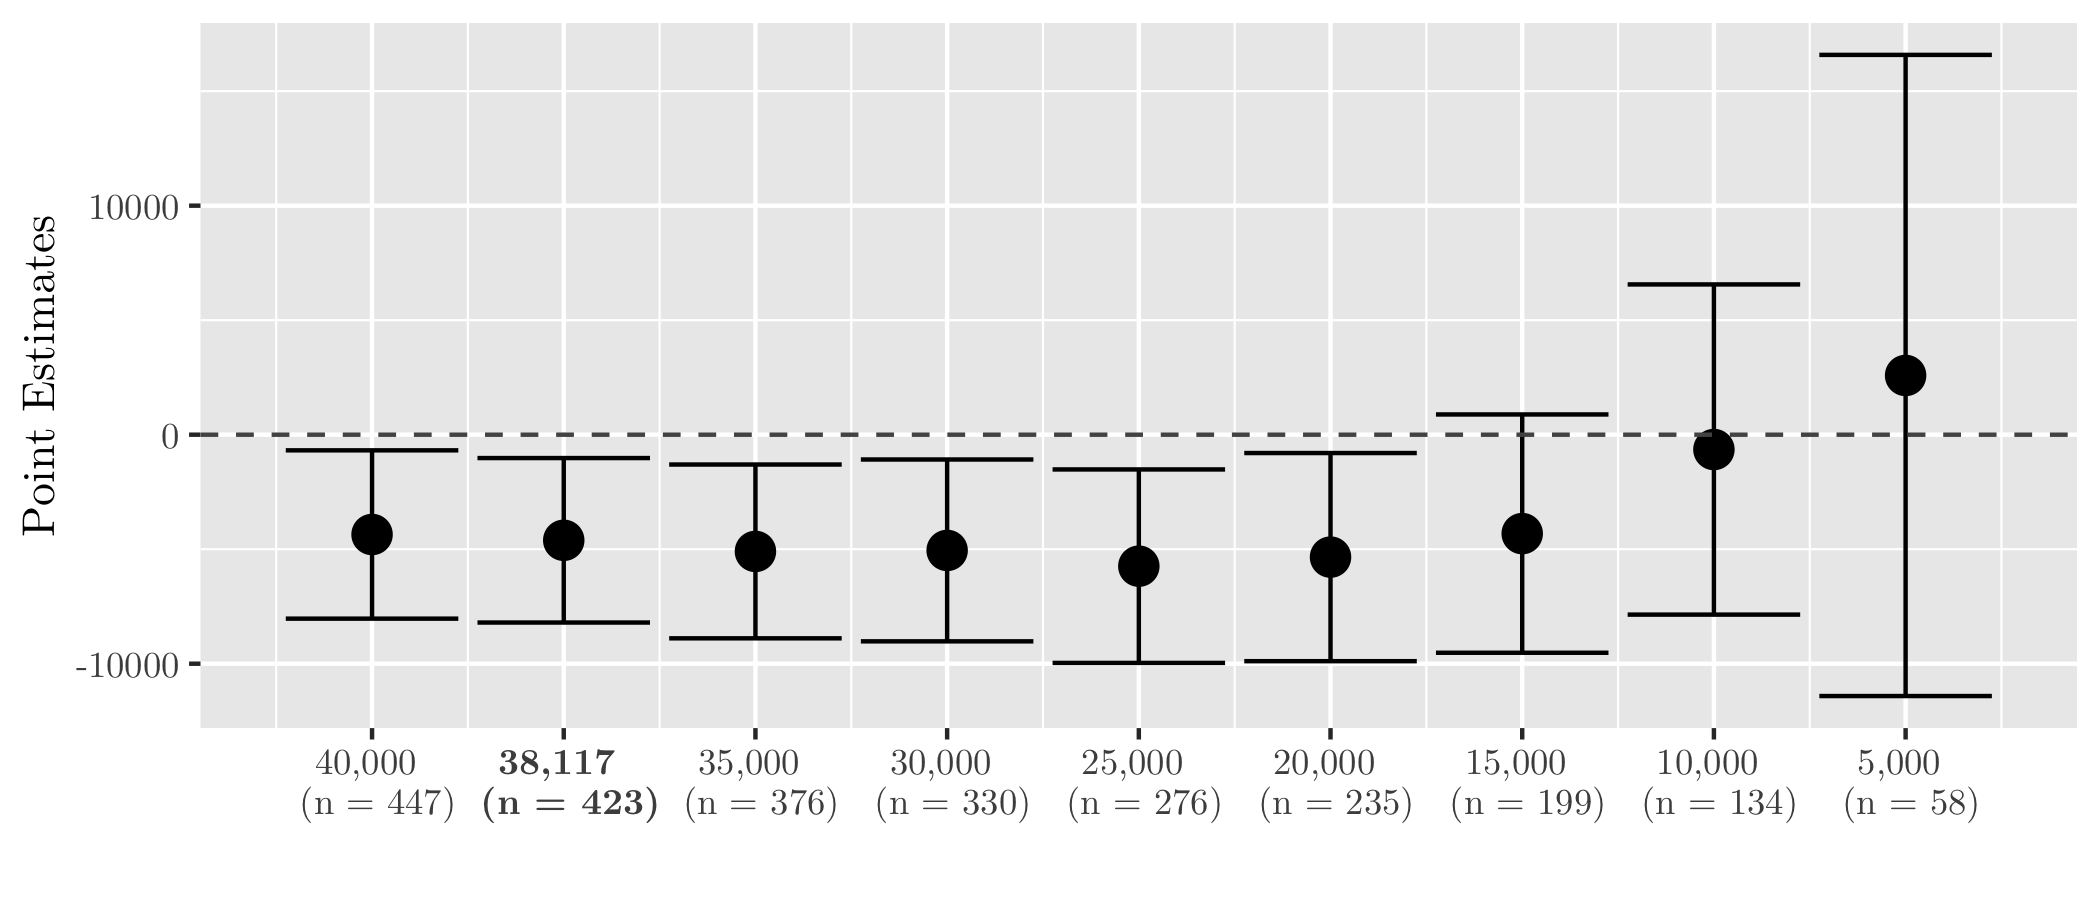 Point Estimates
10000
0
-10000
40,000
(n = 447)
38,117
(n = 423)
35,000
(n = 376)
30,000
(n = 330)
25,000
(n = 276)
20,000
(n = 235)
15,000
(n = 199)
10,000
(n = 134)
5,000
(n = 58)